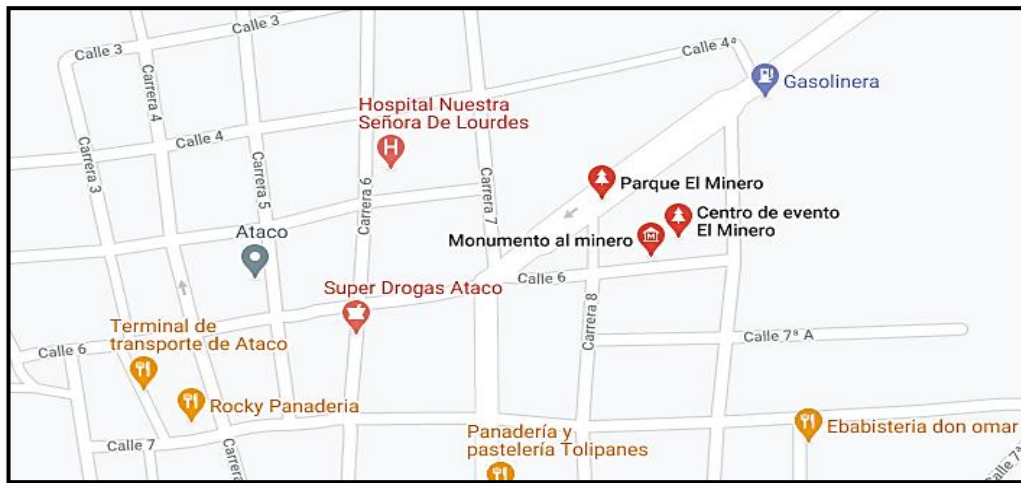 Calle 3
Calle 3
Calle 4ª
Carrera 4
Gasolinera
Hospital Nuestra
Señora De Lourdes
H
Calle 4
Carrera 3
Carrera 5
Carrera 6
Carrera 7
Parque El Minero
Centro de evento
El Minero
Ataco
Monumento al minero
M
Calle 6
Super Drogas Ataco
Carrera 8
Terminal de
transporte de Ataco
Calle 6
Calle 7ª A
Rocky Panaderia
Calle 7
Carrera
Panadería y
pastelería Tolipanes
Ebabisteria don omar
Calle 7ª